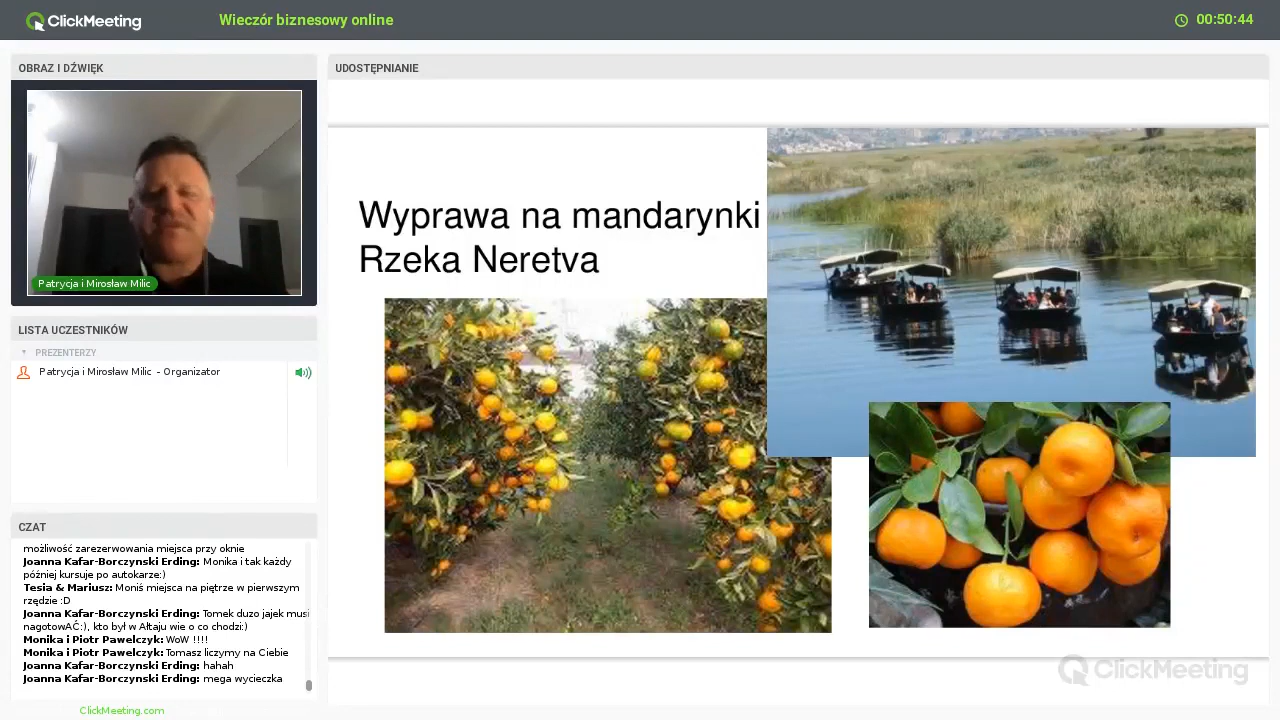 ClickMeeting
Wieczór biznesowy online
00:50:44
OBRAZ I DŹWIĘK
Patrycja i Mirosław Milic
LISTA UCZESTNIKÓW
PREZENTERZY
Patrycja i Mirosław Milic - Organizator
CZAT
możliwość zarezerwowania miejsca przy oknie
Joanna Kafar-Borczynski Erding: Monika i tak każdy
póżniej kursuje po autokarze:)
Tesia & Mariusz: Moniś miejsca na piętrze w pierwszym
rzędzie :D
Joanna Kafar-Borczynski Erding: Tomek duzo jajek musi
nagotowAĆ:), kto był w Ałtaju wie o co chodzi:)
Monika i Piotr Pawelczyk: WoW !!!!
Monika i Piotr Pawelczyk: Tomasz liczymy na Ciebie
Joanna Kafar-Borczynski Erding: hahah
Joanna Kafar-Borczynski Erding: mega wycieczka
ClickMeeting.com
UDOSTĘPNIANIE
Wyprawa na mandarynki
Rzeka Neretva
ClickMeeting